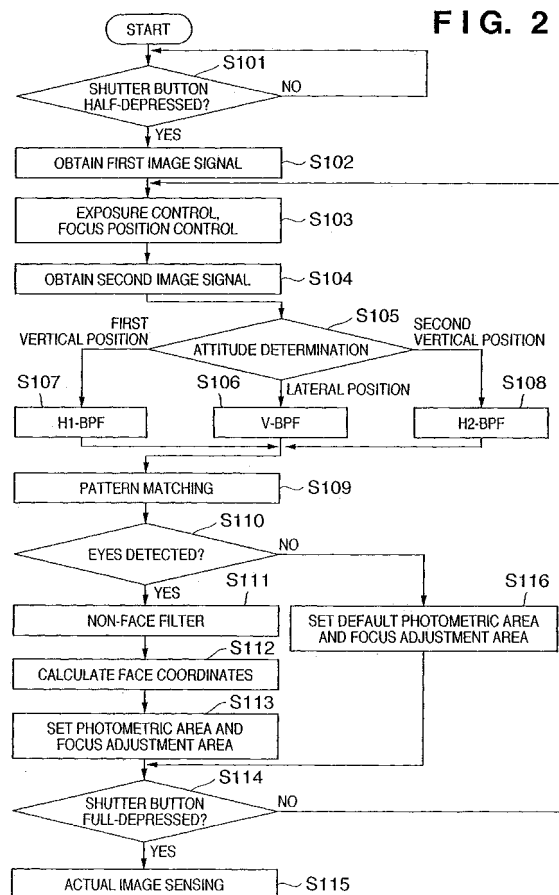 FIG. 2
START
S101
SHUTTER BUTTON
HALF-DEPRESSED?
NO
YES
OBTAIN FIRST IMAGE SIGNAL
S102
EXPOSURE CONTROL,
FOCUS POSITION CONTROL
S103
OBTAIN SECOND IMAGE SIGNAL
S104
S105
FIRST
VERTICAL POSITION
ATTITUDE DETERMINATION
SECOND
VERTICAL POSITION
LATERAL POSITION
S107
H1-BPF
S106
V-BPF
S108
H2-BPF
PATTERN MATCHING
S109
S110
EYES DETECTED?
NO
YES
S111
NON-FACE FILTER
S116
SET DEFAULT PHOTOMETRIC AREA
AND FOCUS ADJUSTMENT AREA
S112
CALCULATE FACE COORDINATES
S113
SET PHOTOMETRIC AREA AND
FOCUS ADJUSTMENT AREA
S114
SHUTTER BUTTON
FULL-DEPRESSED?
NO
YES
ACTUAL IMAGE SENSING
S115